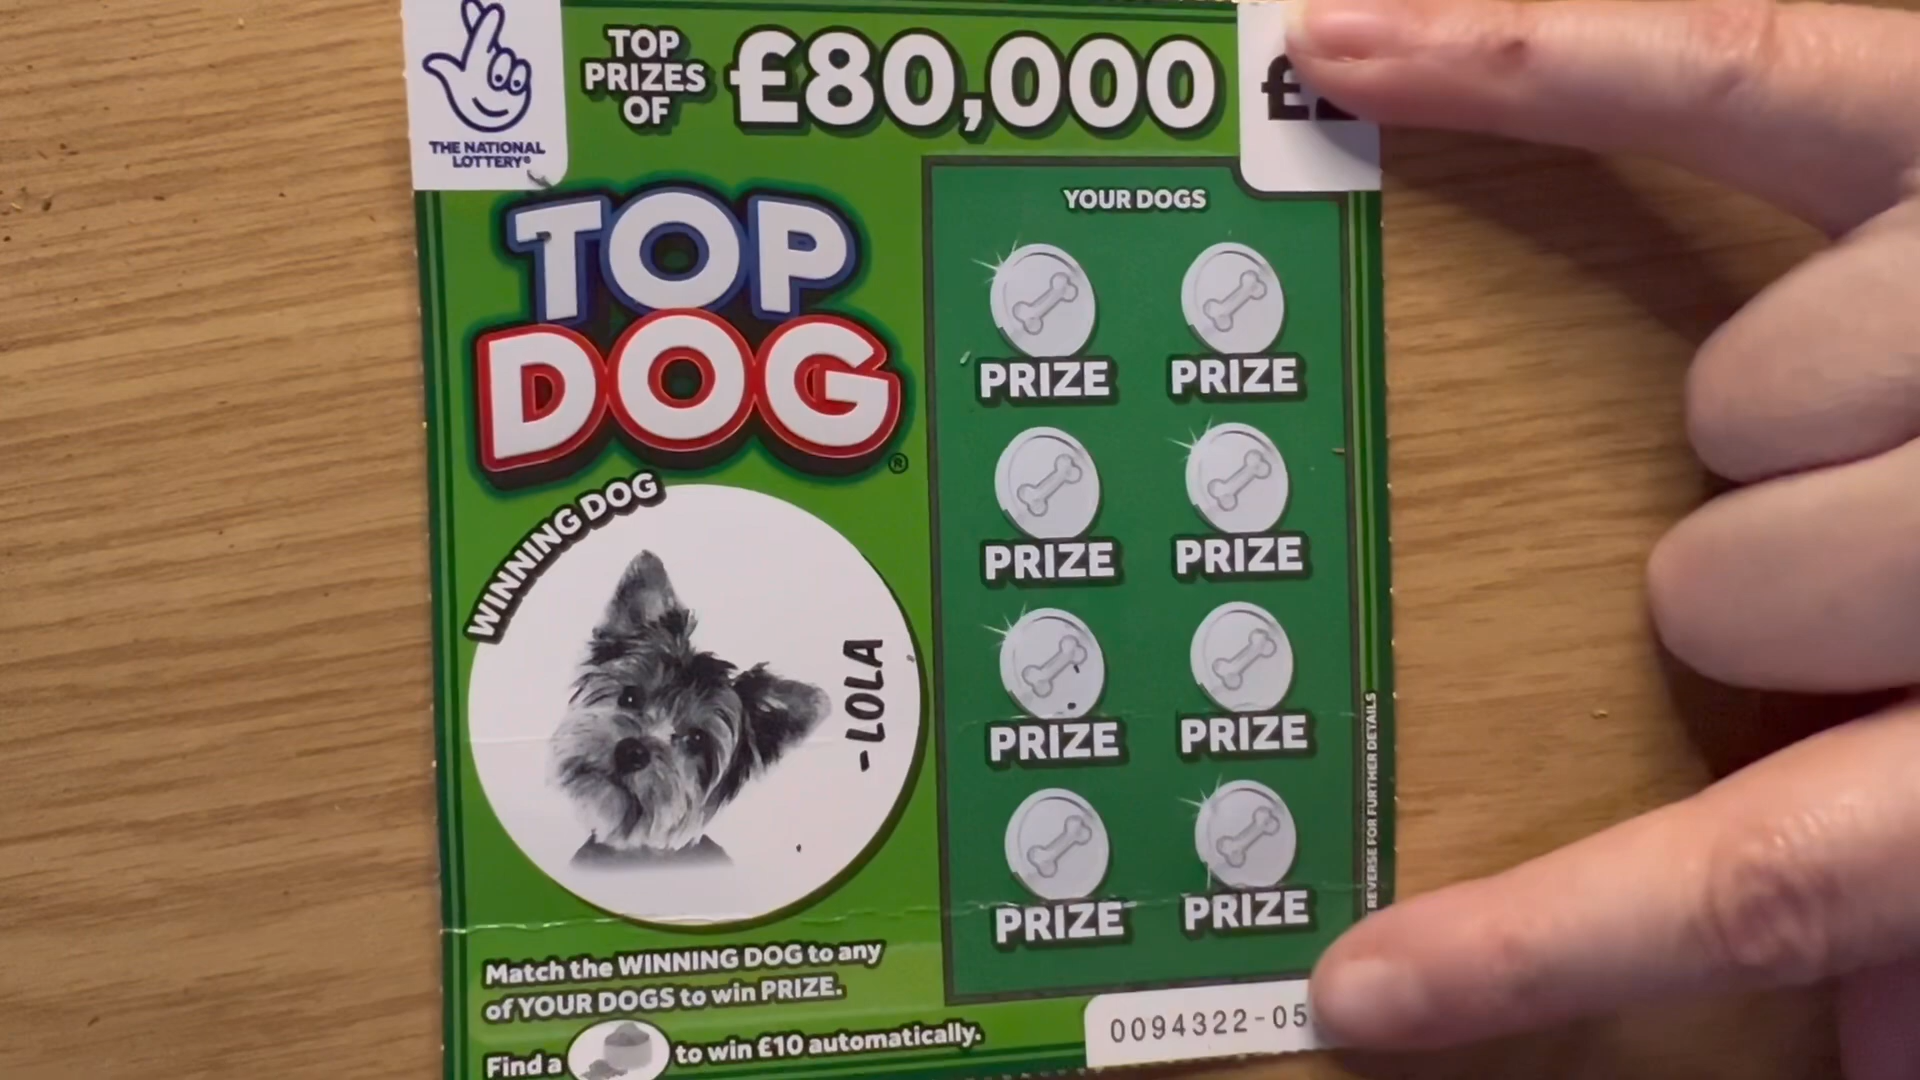 THE NATIONAL
LOTTERY®
TOP
PRIZES
OF
£80,000
TOP
DOG®
WINNING DOG
-LOLA
YOUR DOGS
PRIZE PRIZE
PRIZE PRIZE
PRIZE PRIZE
PRIZE PRIZE
REVERSE FOR FURTHER DETAILS
Match the WINNING DOG to any
of YOUR DOGS to win PRIZE.
Find a to win £10 automatically.
0094322-05